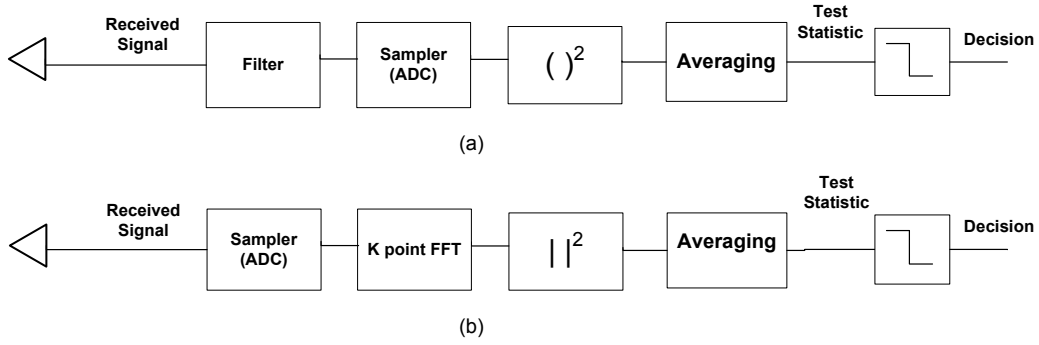 Received
Signal
Filter
Sampler
(ADC)
( )²
Averaging
Test
Statistic
Decision
(a)
Received
Signal
Sampler
(ADC)
K point FFT
| |²
Averaging
Test
Statistic
Decision
(b)